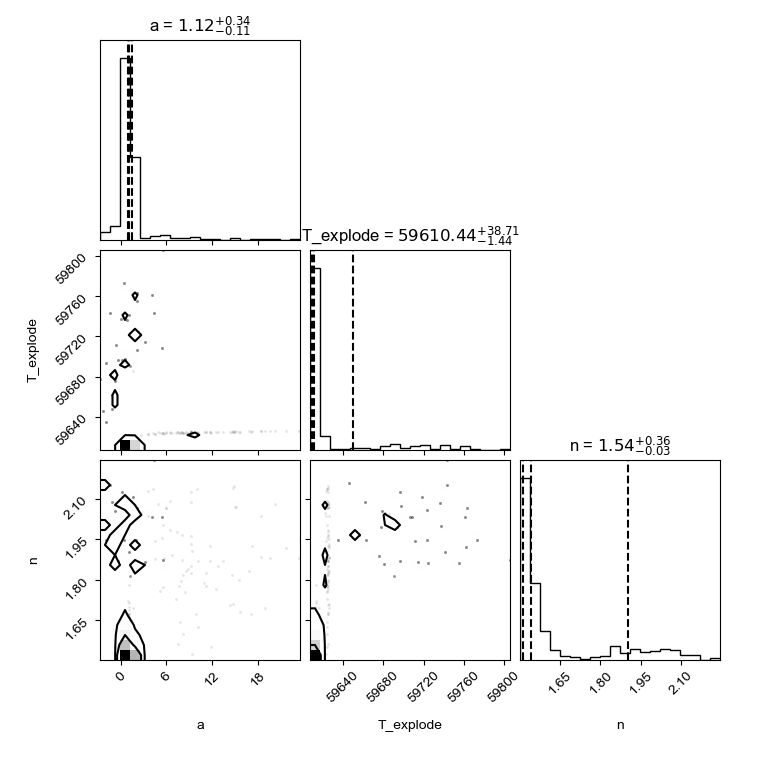 a = 1.12+0.34−0.11
T_explode = 59610.44+38.71−1.44
59800
59760
59720
59680
59640
T_explode
n = 1.54+0.36−0.03
2.10
1.95
1.80
1.65
n
0 6 12 18
59640 59680 59720 59760 59800
1.65 1.80 1.95 2.10
a T_explode n